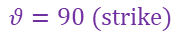 𝜗 = 90 (strike)